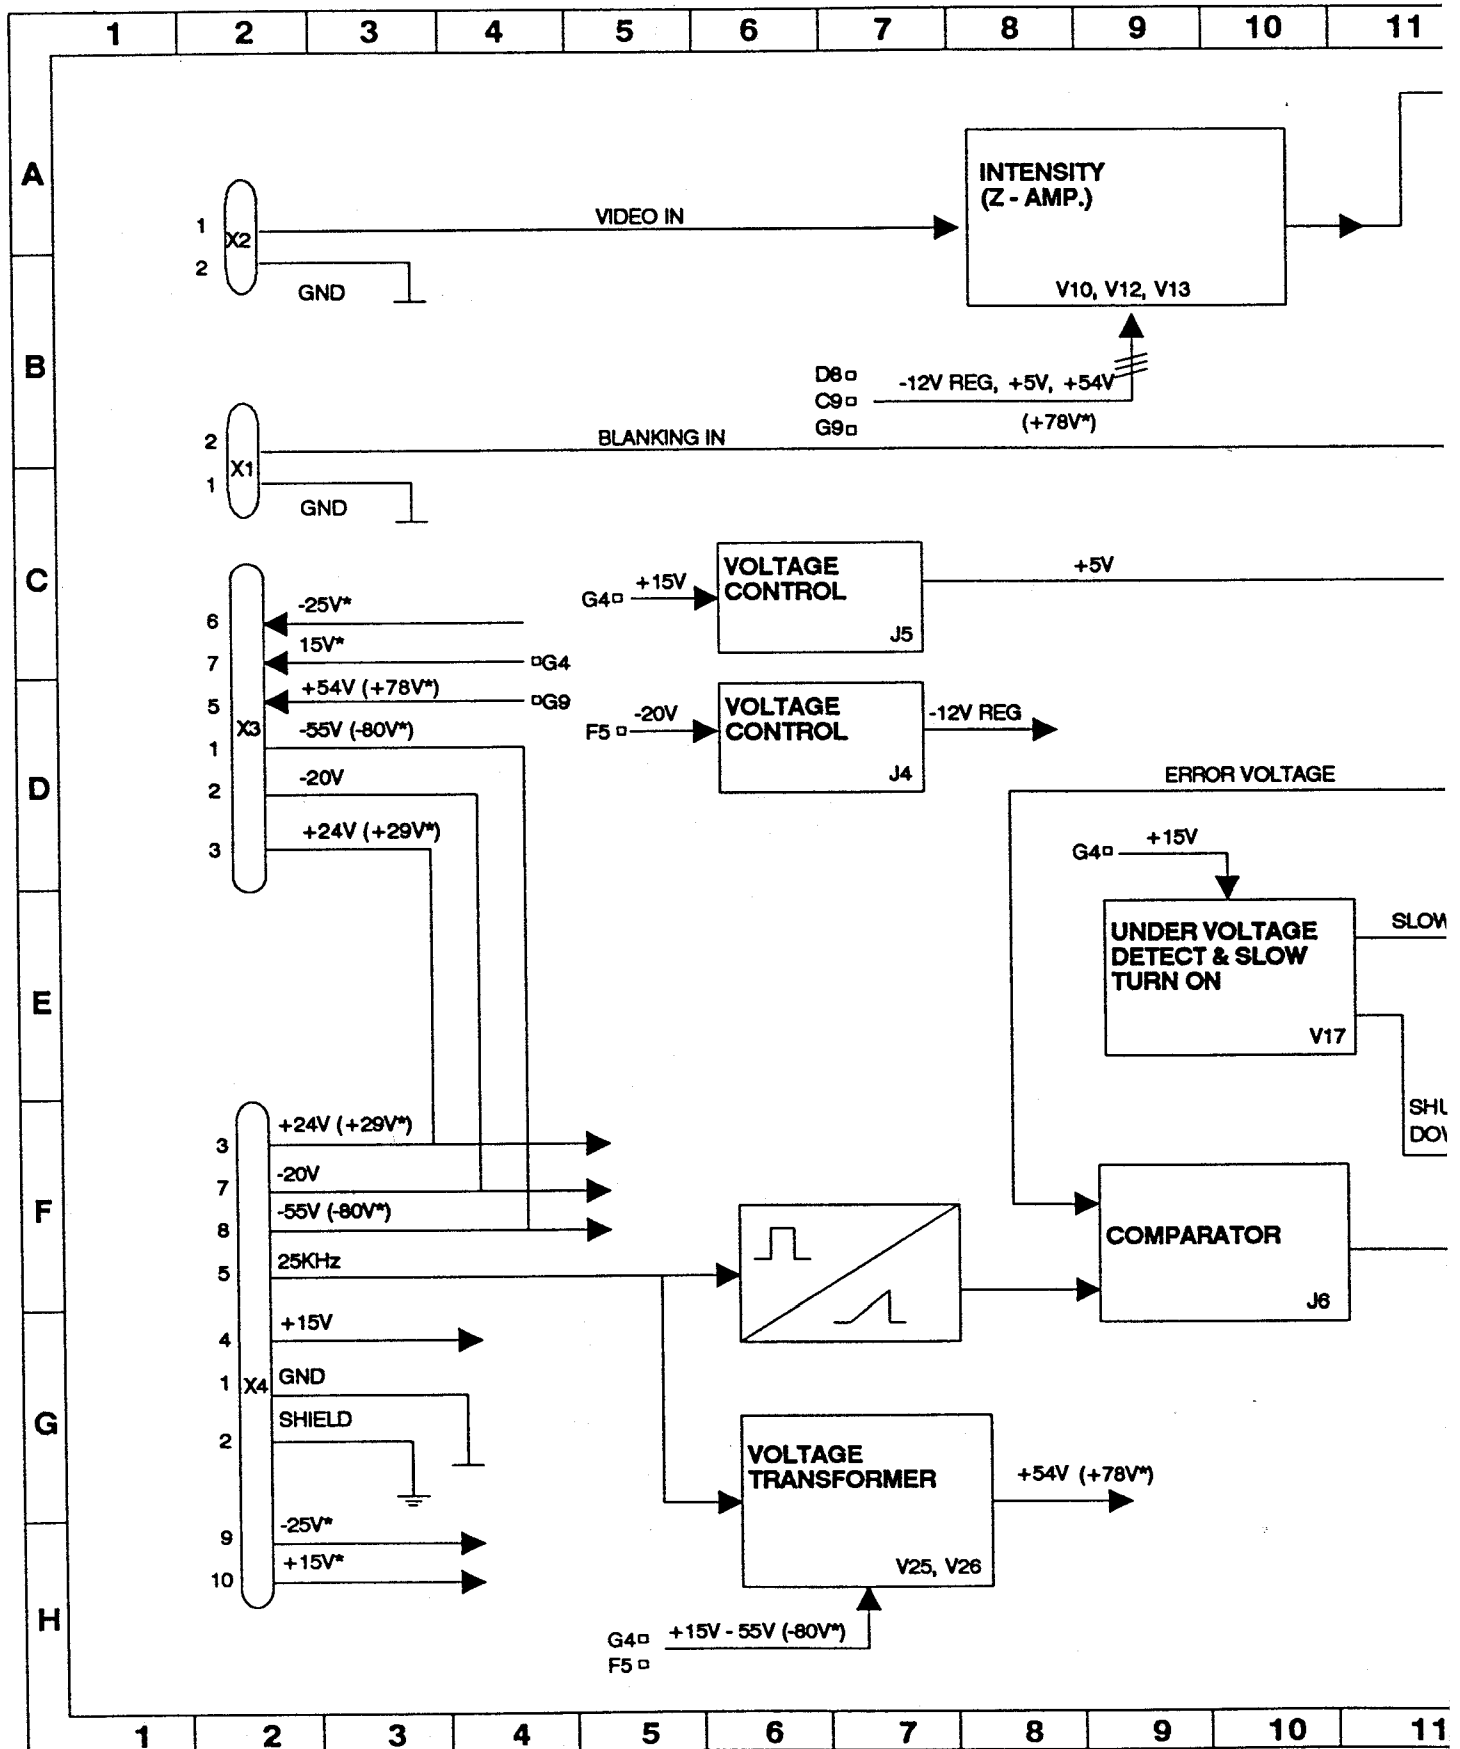 1 2 3 4 5 6 7 8 9 10 11
A
INTENSITY
(Z - AMP.)
1
VIDEO IN
X2
2
GND
V10, V12, V13
B
D8
-12V REG, +5V, +54V
C9
G9
(+78V*)
2
BLANKING IN
X1
1
GND
C
VOLTAGE
CONTROL
+15V
G4
+5V
J5
-25V*
6
15V*
7
G4
+54V (+78V*)
5
G9
X3
VOLTAGE
CONTROL
-20V
F5
-12V REG
J4
-55V (-80V*)
1
D
-20V
2
ERROR VOLTAGE
+24V (+29V*)
3
+15V
G4
E
UNDER VOLTAGE
DETECT & SLOW
TURN ON
SLOW
V17
SHU
DOV
F
+24V (+29V*)
3
-20V
7
-55V (-80V*)
8
25KHz
5
COMPARATOR
J6
+15V
4
GND
1
X4
G
SHIELD
2
VOLTAGE
TRANSFORMER
+54V (+78V*)
V25, V26
-25V*
9
+15V*
10
H
G4
+15V - 55V (-80V*)
F5
1 2 3 4 5 6 7 8 9 10 11